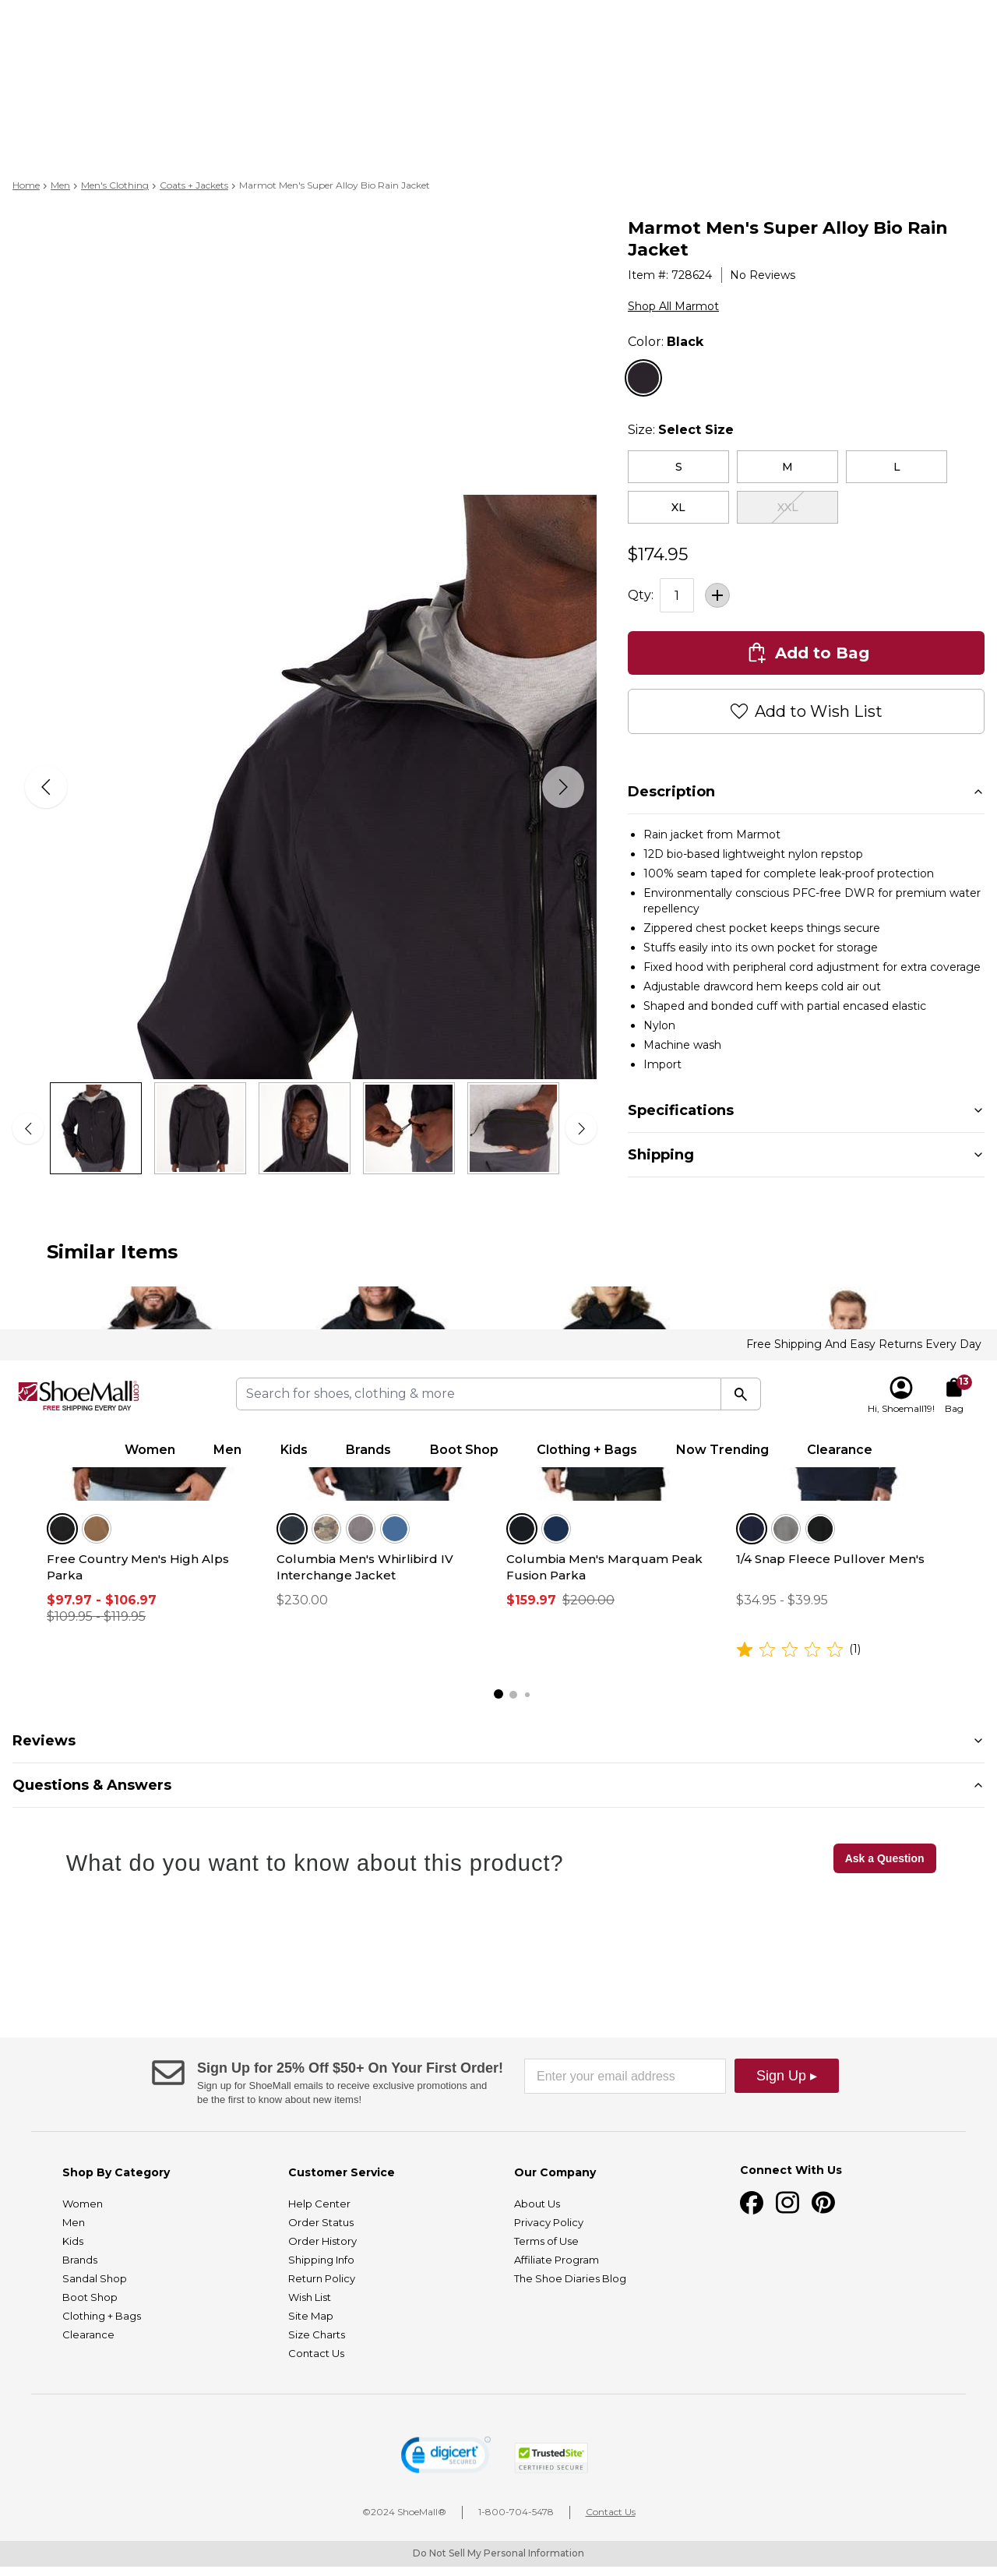 Home > Men > Men's Clothing > Coats + Jackets > Marmot Men's Super Alloy Bio Rain Jacket
Marmot Men's Super Alloy Bio Rain
Jacket
Item #: 728624 | No Reviews
Shop All Marmot
Color: Black
Size: Select Size
S M L
XL XXL
$174.95
Qty: 1 +
Add to Bag
Add to Wish List
Description
• Rain jacket from Marmot
• 12D bio-based lightweight nylon repstop
• 100% seam taped for complete leak-proof protection
• Environmentally conscious PFC-free DWR for premium water
repellency
• Zippered chest pocket keeps things secure
• Stuffs easily into its own pocket for storage
• Fixed hood with peripheral cord adjustment for extra coverage
• Adjustable drawcord hem keeps cold air out
• Shaped and bonded cuff with partial encased elastic
• Nylon
• Machine wash
• Import
Specifications
Shipping
Similar Items
Free Shipping And Easy Returns Every Day
ShoeMall.com
FREE SHIPPING EVERY DAY
Search for shoes, clothing & more
Hi, Shoemall19!
13
Bag
Women Men Kids Brands Boot Shop Clothing + Bags Now Trending Clearance
Free Country Men's High Alps
Parka
$97.97 - $106.97
$109.95 - $119.95
Columbia Men's Whirlibird IV
Interchange Jacket
$230.00
Columbia Men's Marquam Peak
Fusion Parka
$159.97 $200.00
1/4 Snap Fleece Pullover Men's
$34.95 - $39.95
(1)
Reviews
Questions & Answers
What do you want to know about this product?
Ask a Question
Sign Up for 25% Off $50+ On Your First Order!
Sign up for ShoeMall emails to receive exclusive promotions and
be the first to know about new items!
Enter your email address
Sign Up ▸
Shop By Category
Women
Men
Kids
Brands
Sandal Shop
Boot Shop
Clothing + Bags
Clearance
Customer Service
Help Center
Order Status
Order History
Shipping Info
Return Policy
Wish List
Site Map
Size Charts
Contact Us
Our Company
About Us
Privacy Policy
Terms of Use
Affiliate Program
The Shoe Diaries Blog
Connect With Us
digicert
SECURED
TrustedSite
CERTIFIED SECURE
©2024 ShoeMall® | 1-800-704-5478 | Contact Us
Do Not Sell My Personal Information